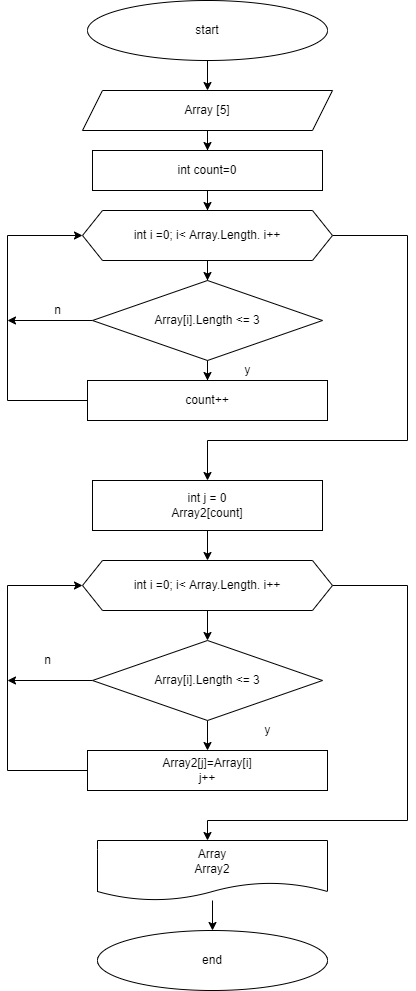 start
Array [5]
int count=0
int i =0; i< Array.Length. i++
n
Array[i].Length <= 3
y
count++
int j = 0
Array2[count]
int i =0; i< Array.Length. i++
n
Array[i].Length <= 3
y
Array2[j]=Array[i]
j++
Array
Array2
end